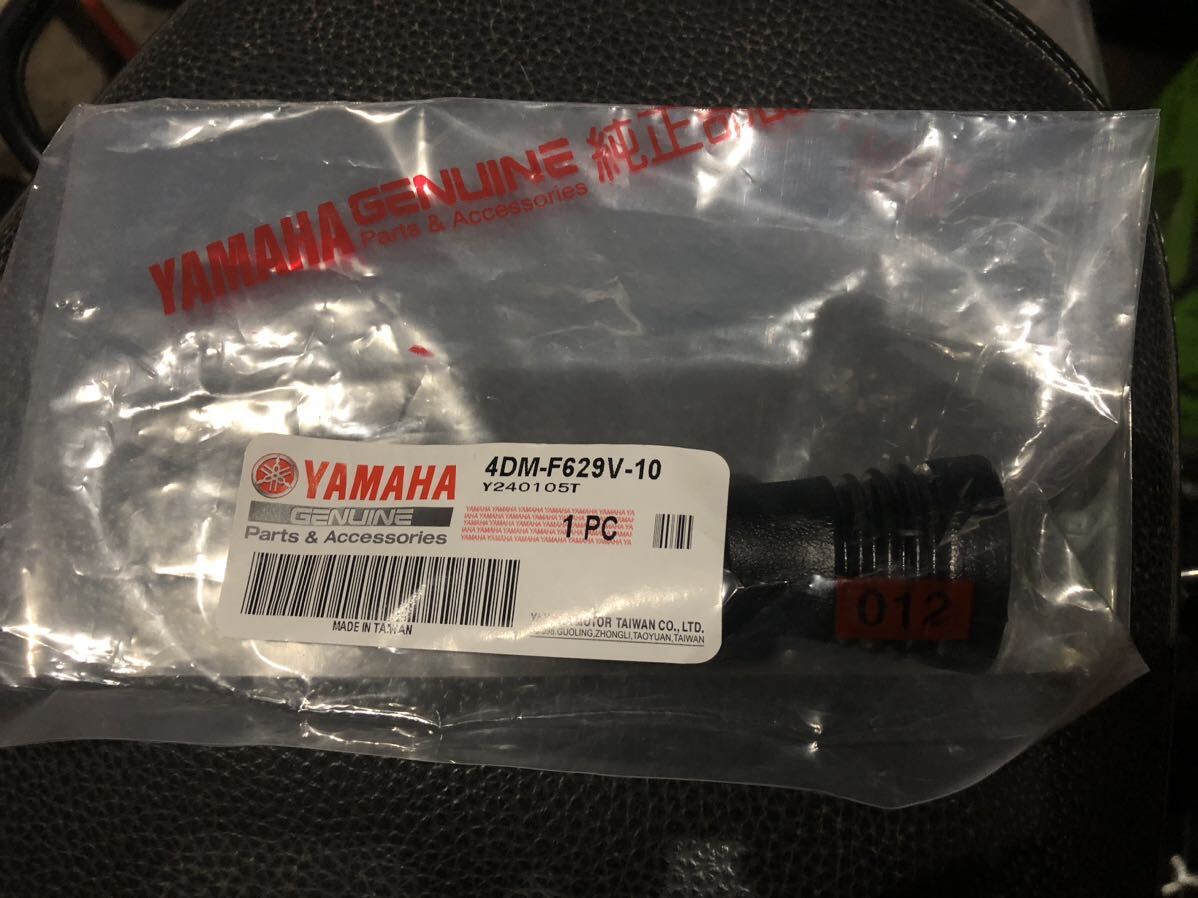 YAMAHA GENUINE 純正部品
Parts & Accessories
YAMAHA
GENUINE
Parts & Accessories
4DM-F629V-10
Y240105T
1 PC
MADE IN TAIWAN
YAMAHA MOTOR TAIWAN CO., LTD.
GUOLING,ZHONGLI,TAOYUAN,TAIWAN
012